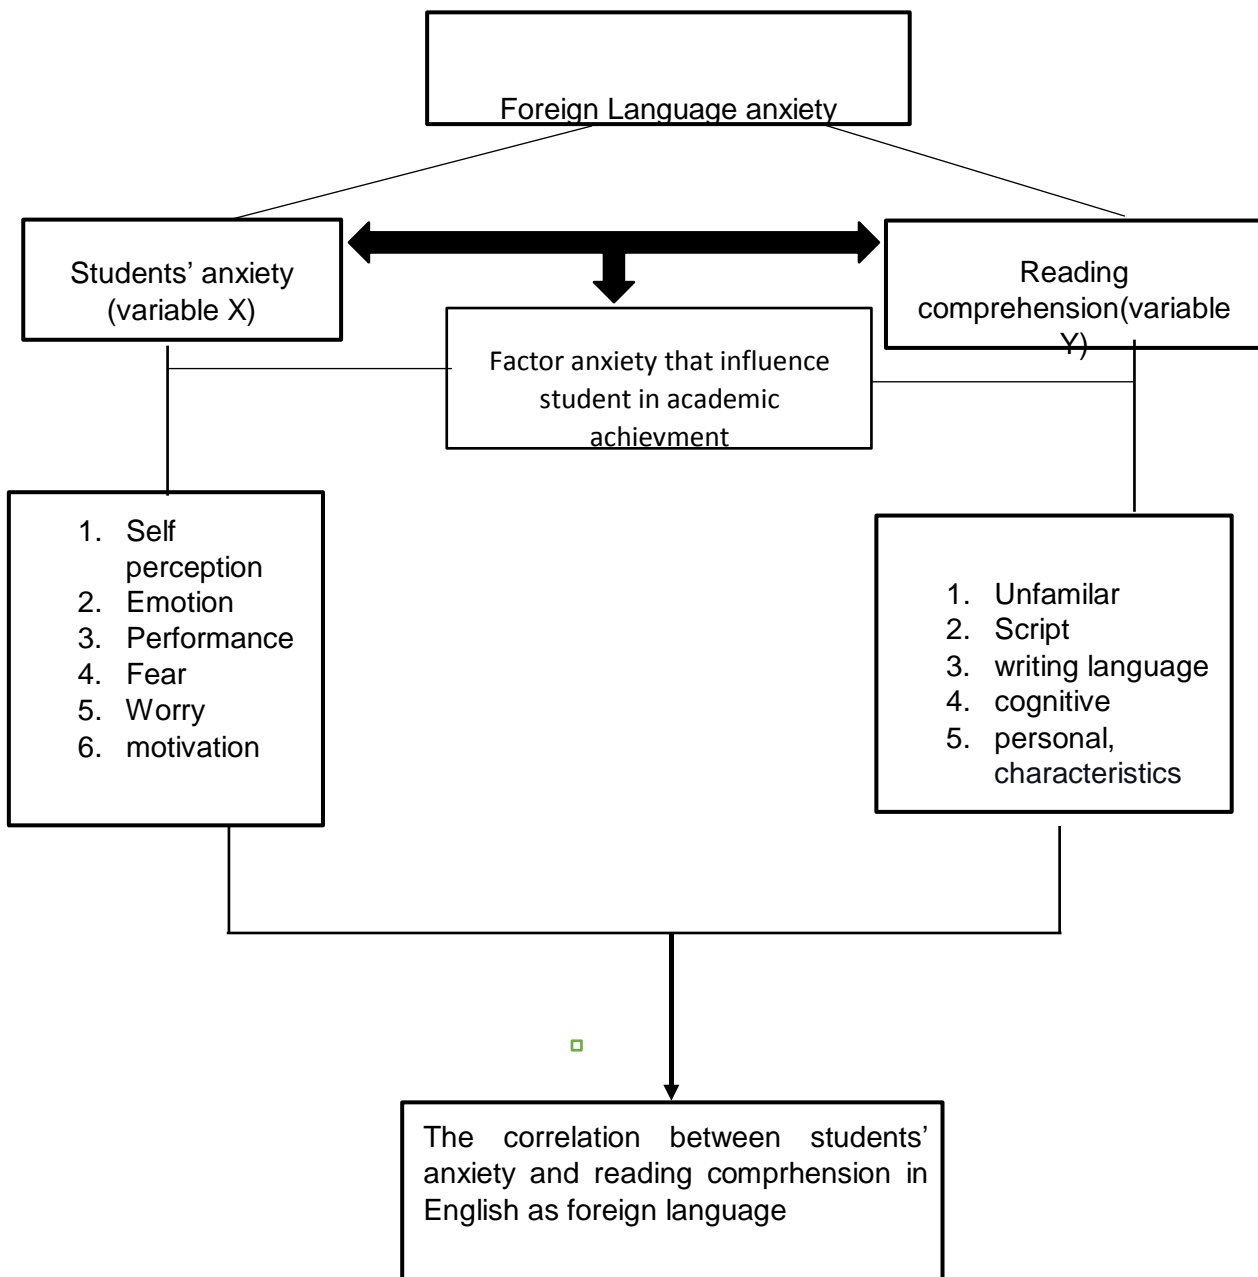 Foreign Language anxiety
Students’ anxiety
(variable X)
Reading
comprehension(variable
Y)
Factor anxiety that influence
student in academic
achievment
1. Self
perception
2. Emotion
3. Performance
4. Fear
5. Worry
6. motivation
1. Unfamilar
2. Script
3. writing language
4. cognitive
5. personal,
characteristics
The correlation between students’
anxiety and reading comprhension in
English as foreign language